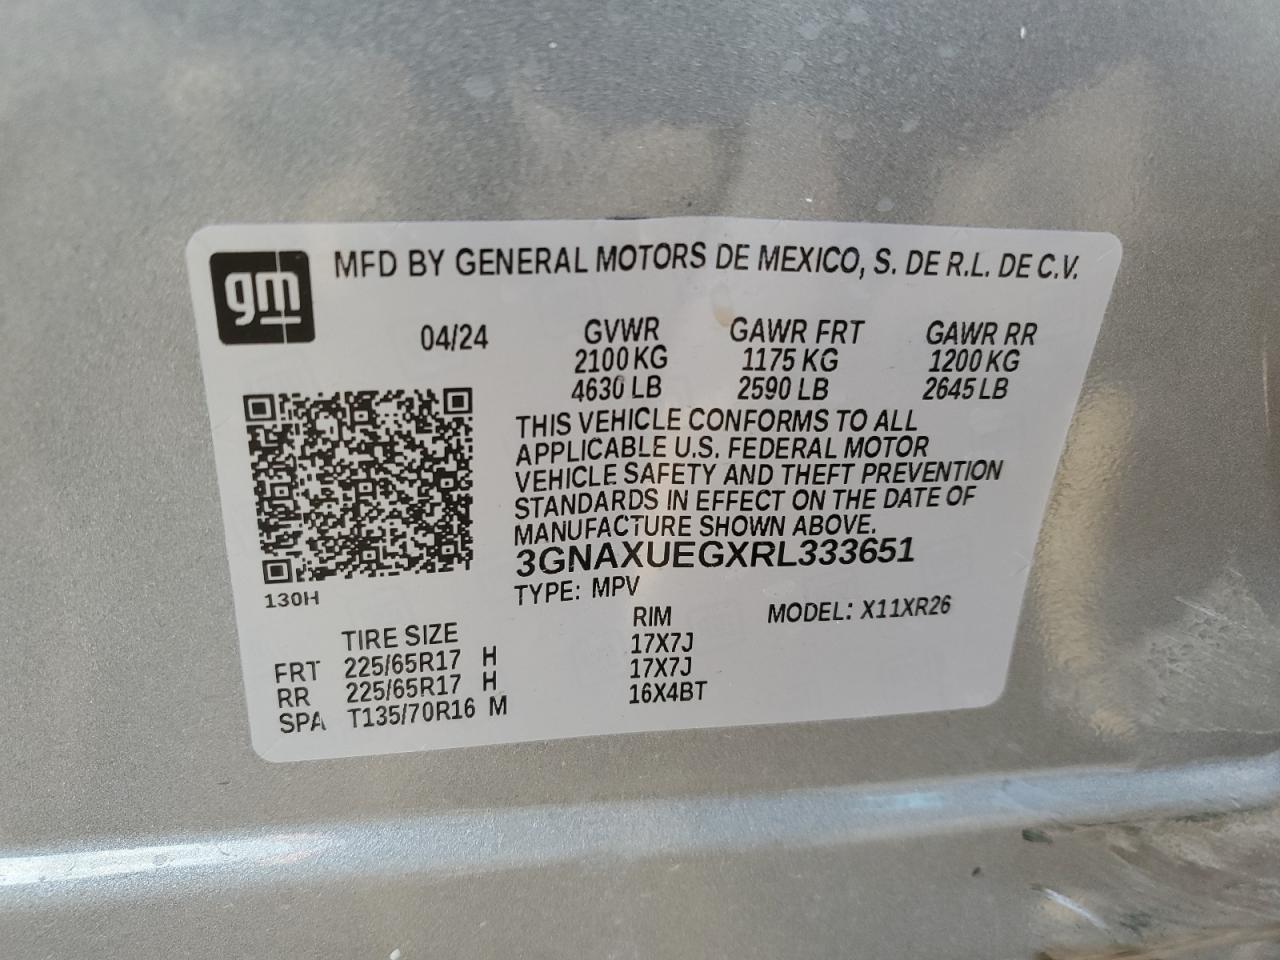 gm
MFD BY GENERAL MOTORS DE MEXICO, S. DE R.L. DE C.V.
04/24 GVWR GAWR FRT GAWR RR
2100 KG 1175 KG 1200 KG
4630 LB 2590 LB 2645 LB
THIS VEHICLE CONFORMS TO ALL
APPLICABLE U.S. FEDERAL MOTOR
VEHICLE SAFETY AND THEFT PREVENTION
STANDARDS IN EFFECT ON THE DATE OF
MANUFACTURE SHOWN ABOVE.
3GNAXUEGXRL333651
130H TYPE: MPV
TIRE SIZE RIM MODEL: X11XR26
FRT 225/65R17 H 17X7J
RR 225/65R17 H 17X7J
SPA T135/70R16 M 16X4BT